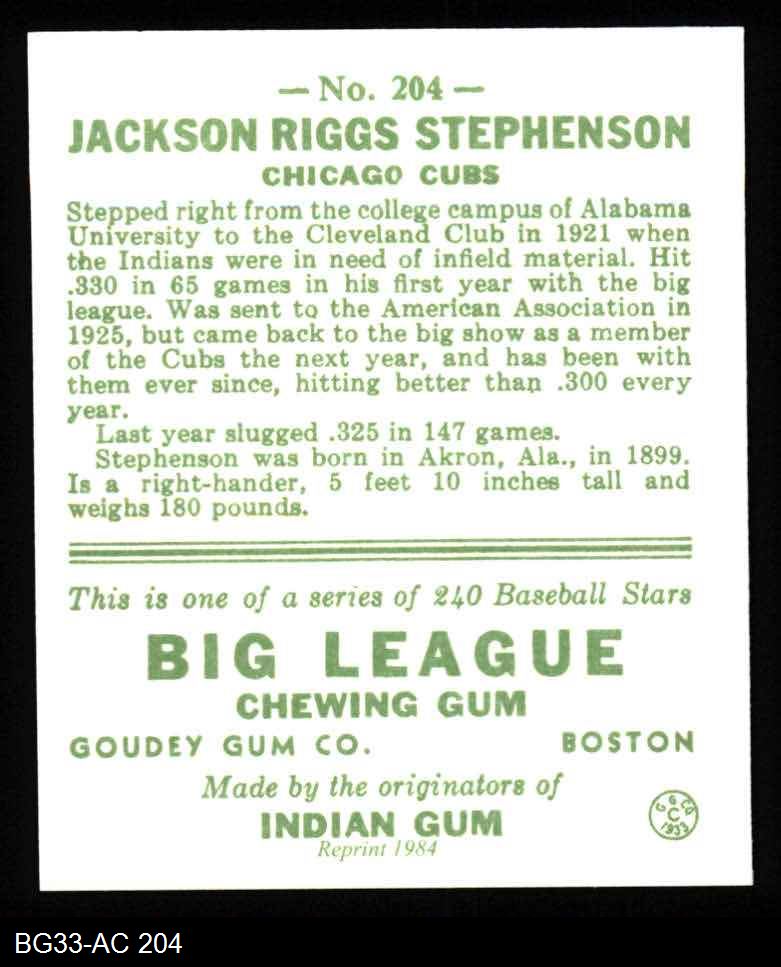 — No. 204 —
JACKSON RIGGS STEPHENSON
CHICAGO CUBS
Stepped right from the college campus of Alabama
University to the Cleveland Club in 1921 when
the Indians were in need of infield material. Hit
.330 in 65 games in his first year with the big
league. Was sent to the American Association in
1925, but came back to the big show as a member
of the Cubs the next year, and has been with
them ever since, hitting better than .300 every
year.
Last year slugged .325 in 147 games.
Stephenson was born in Akron, Ala., in 1899.
Is a right-hander, 5 feet 10 inches tall and
weighs 180 pounds.
This is one of a series of 240 Baseball Stars
BIG LEAGUE
CHEWING GUM
GOUDEY GUM CO. BOSTON
Made by the originators of
INDIAN GUM
Reprint 1984
G G CO
C
1933
BG33-AC 204